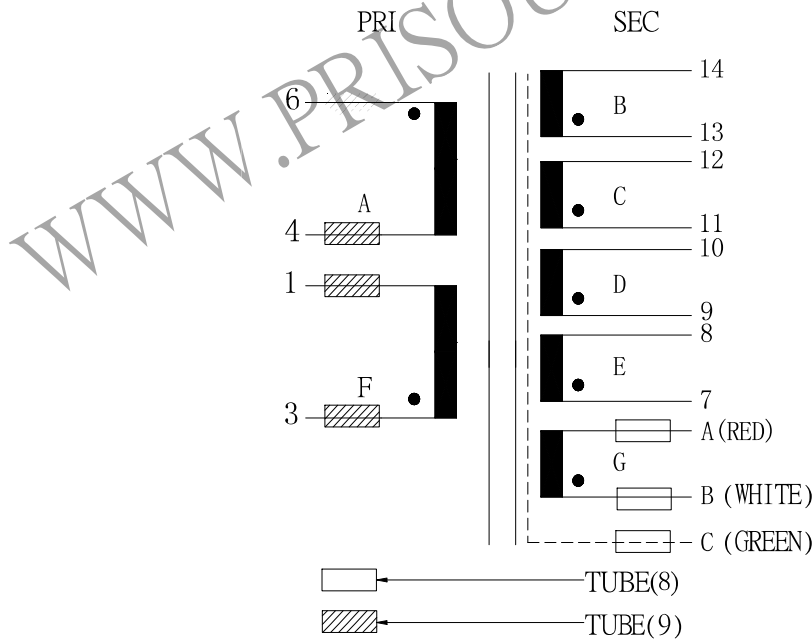 PRI SEC
WWW.PRISOU
6
14
B
13
12
A
C
4
11
10
1
D
9
8
F
E
7
3
A(RED)
G
B (WHITE)
C (GREEN)
TUBE(8)
TUBE(9)